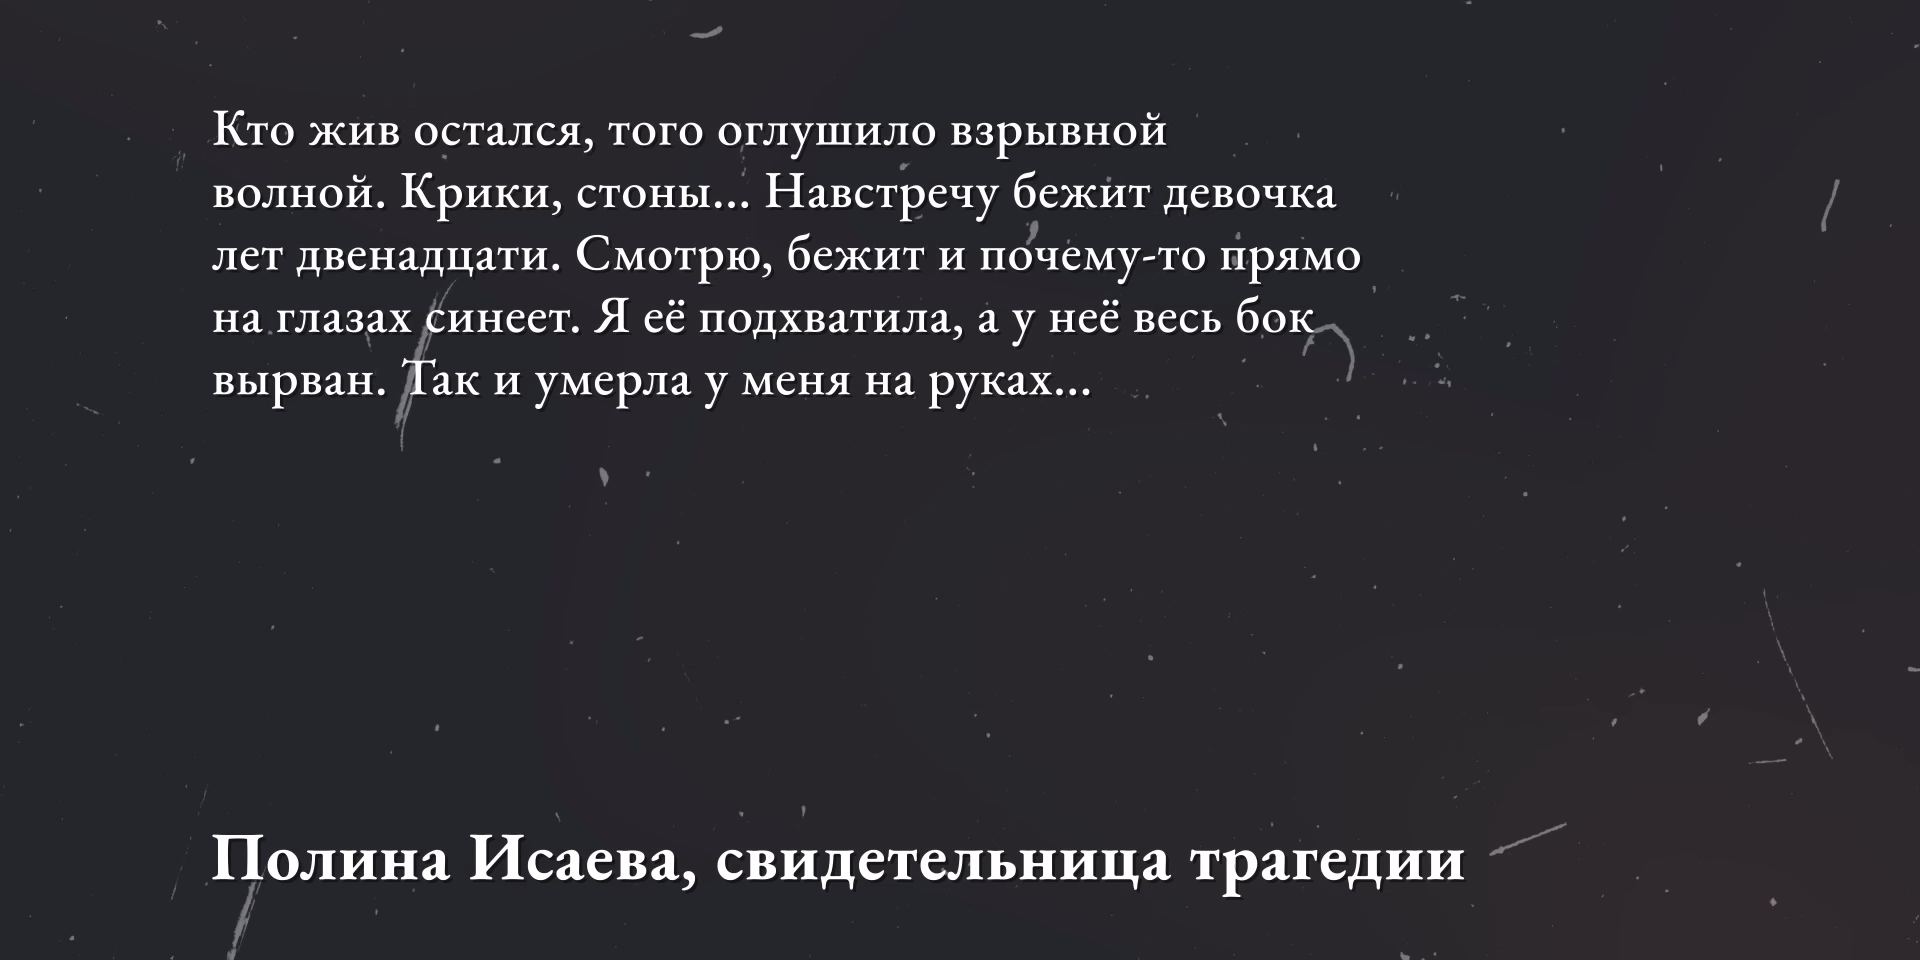 Кто жив остался, того оглушило взрывной
волной. Крики, стоны... Навстречу бежит девочка
лет двенадцати. Смотрю, бежит и почему-то прямо
на глазах синеет. Я её подхватила, а у неё весь бок
вырван. Так и умерла у меня на руках...
Полина Исаева, свидетельница трагедии